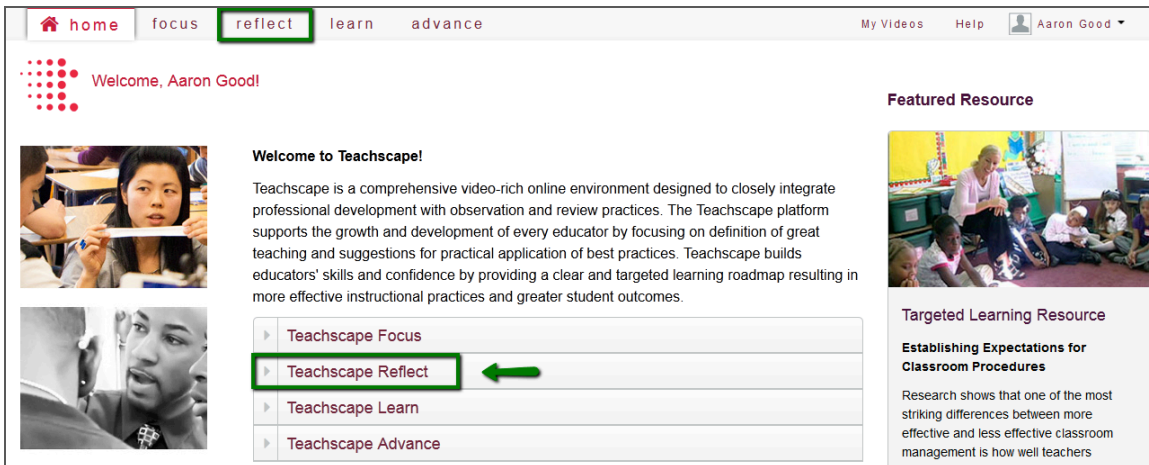 home focus reflect learn advance My Videos Help Aaron Good
Welcome, Aaron Good!
Welcome to Teachscape!
Teachscape is a comprehensive video-rich online environment designed to closely integrate
professional development with observation and review practices. The Teachscape platform
supports the growth and development of every educator by focusing on definition of great
teaching and suggestions for practical application of best practices. Teachscape builds
educators' skills and confidence by providing a clear and targeted learning roadmap resulting in
more effective instructional practices and greater student outcomes.
Teachscape Focus
Teachscape Reflect
Teachscape Learn
Teachscape Advance
Featured Resource
Targeted Learning Resource
Establishing Expectations for
Classroom Procedures
Research shows that one of the most
striking differences between more
effective and less effective classroom
management is how well teachers